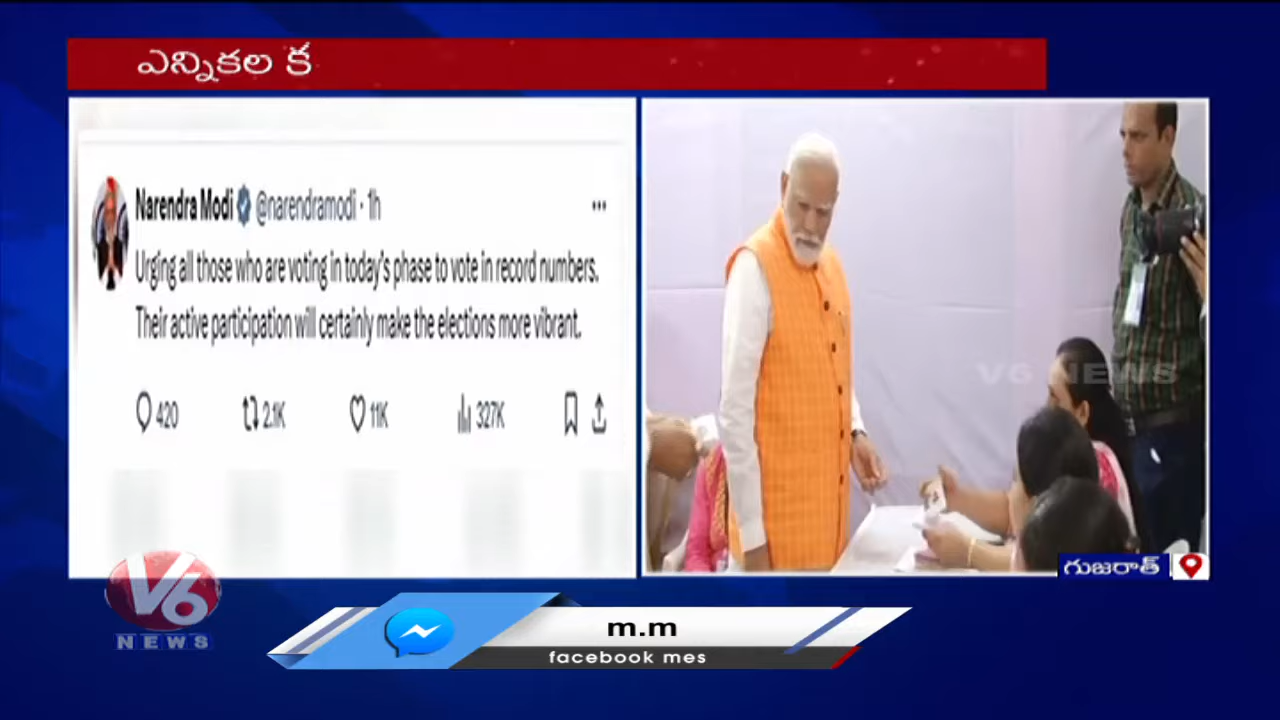 ఎన్నికల క
Narendra Modi @narendramodi · 1h
Urging all those who are voting in today's phase to vote in record numbers.
Their active participation will certainly make the elections more vibrant.
420 2.1K 11K 327K
V6 NEWS
గుజరాత్
V6
NEWS
m.m
facebook mes